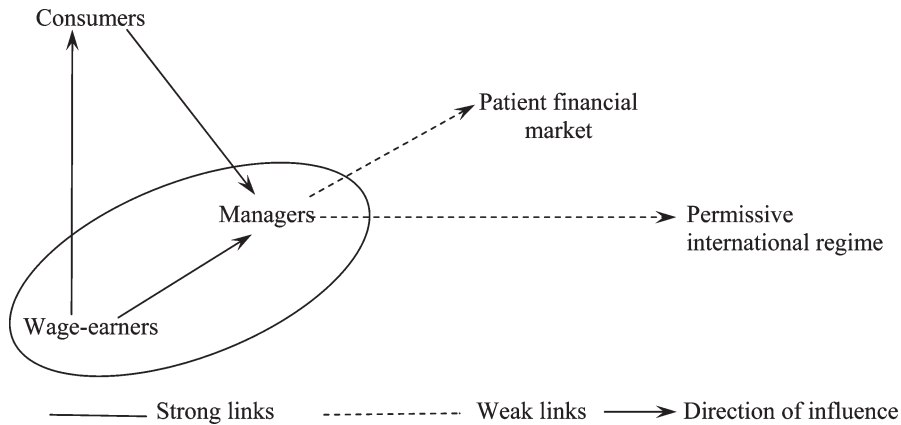 Consumers
Patient financial
market
Managers
Permissive
international regime
Wage-earners
Strong links
Weak links
Direction of influence